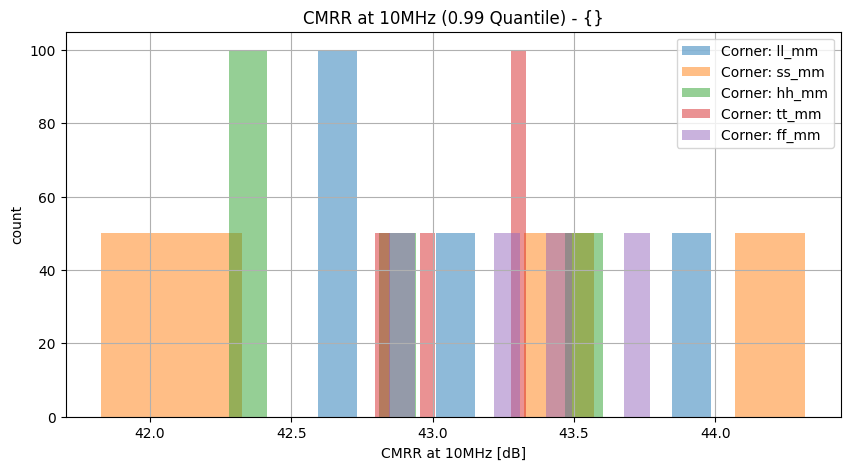 CMRR at 10MHz (0.99 Quantile) - {}
100
80
60
40
20
0
count
42.0
42.5
43.0
43.5
44.0
CMRR at 10MHz [dB]
Corner: ll_mm
Corner: ss_mm
Corner: hh_mm
Corner: tt_mm
Corner: ff_mm